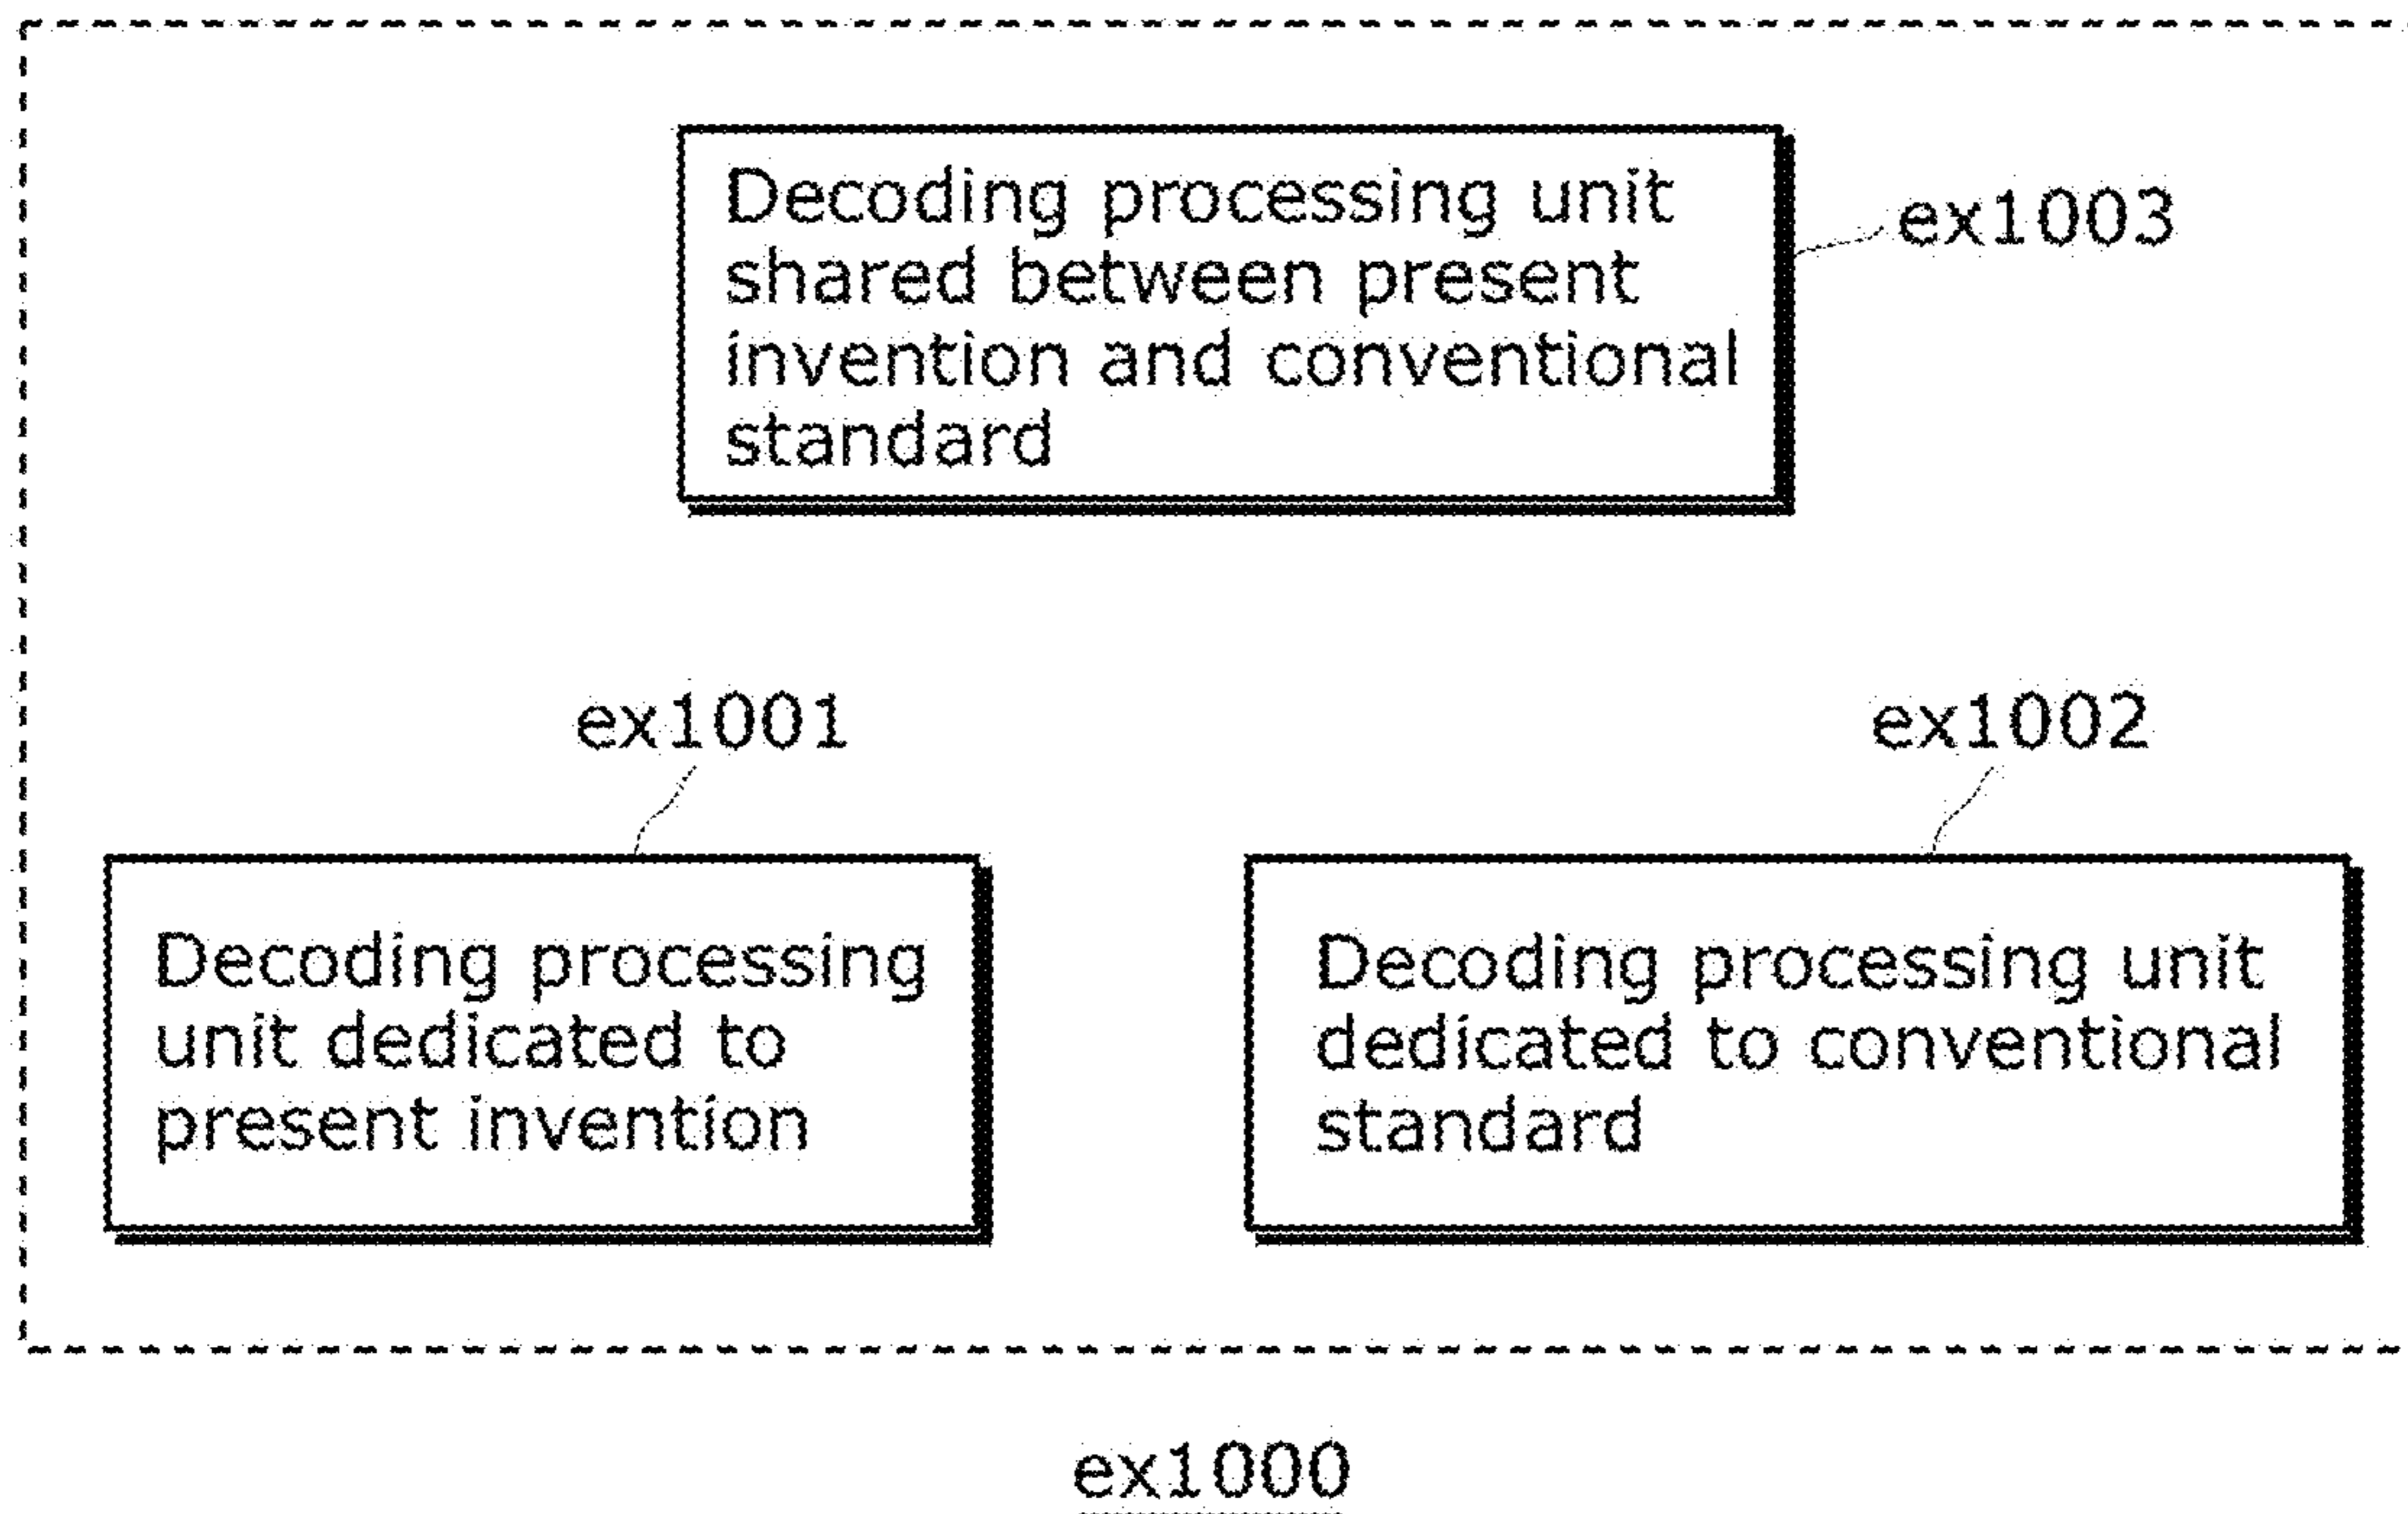 Decoding processing unit
shared between present
invention and conventional
standard
ex1003
ex1001
ex1002
Decoding processing
unit dedicated to
present invention
Decoding processing unit
dedicated to conventional
standard
ex1000